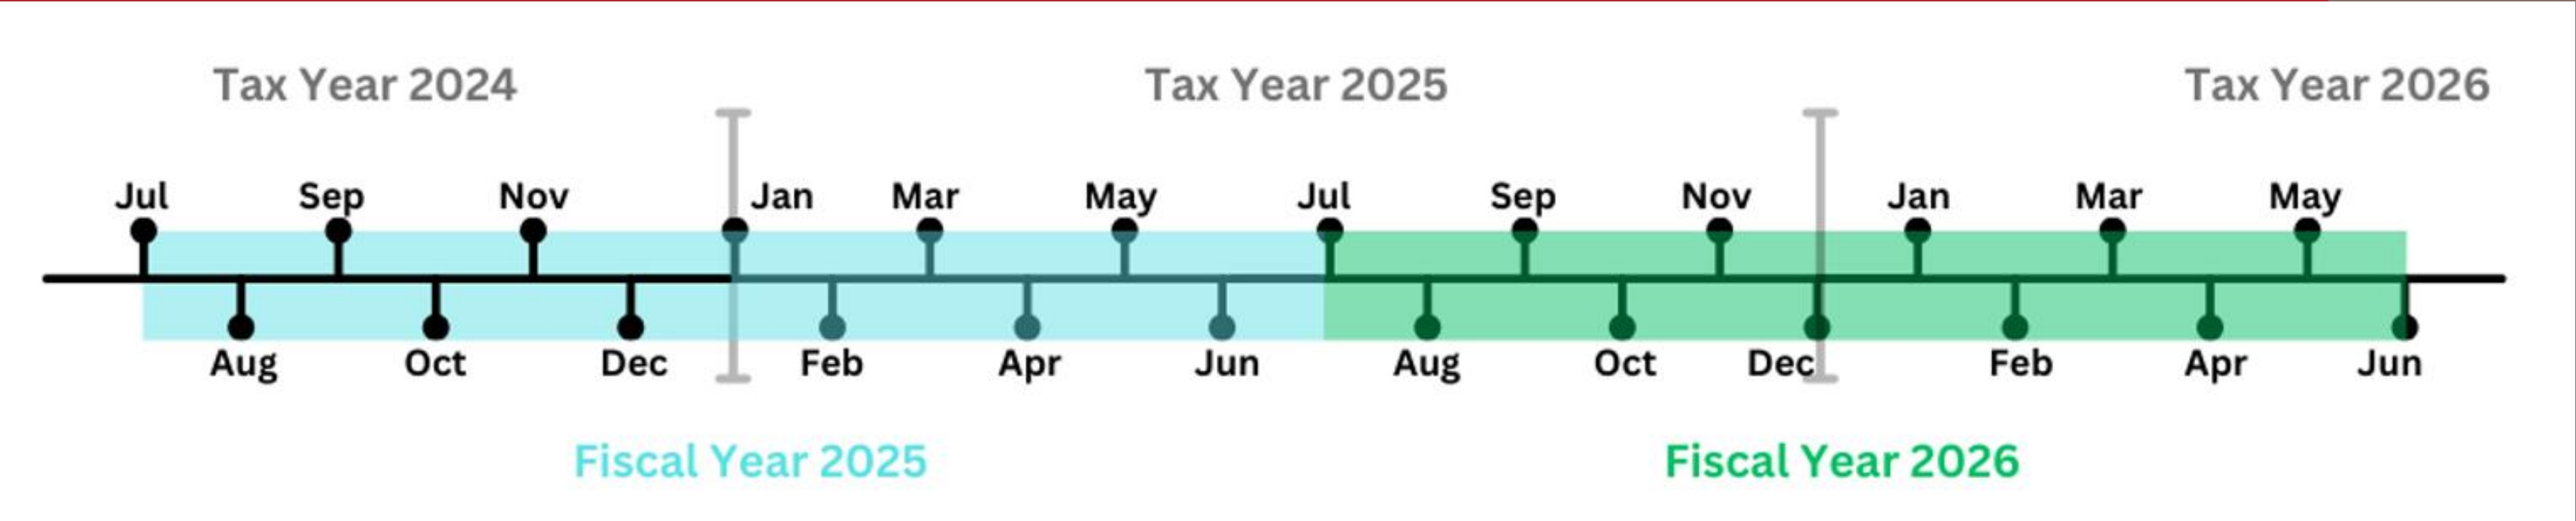 Tax Year 2024 Tax Year 2025 Tax Year 2026
Jul Sep Nov Jan Mar May Jul Sep Nov Jan Mar May
Aug Oct Dec Feb Apr Jun Aug Oct Dec Feb Apr Jun
Fiscal Year 2025 Fiscal Year 2026